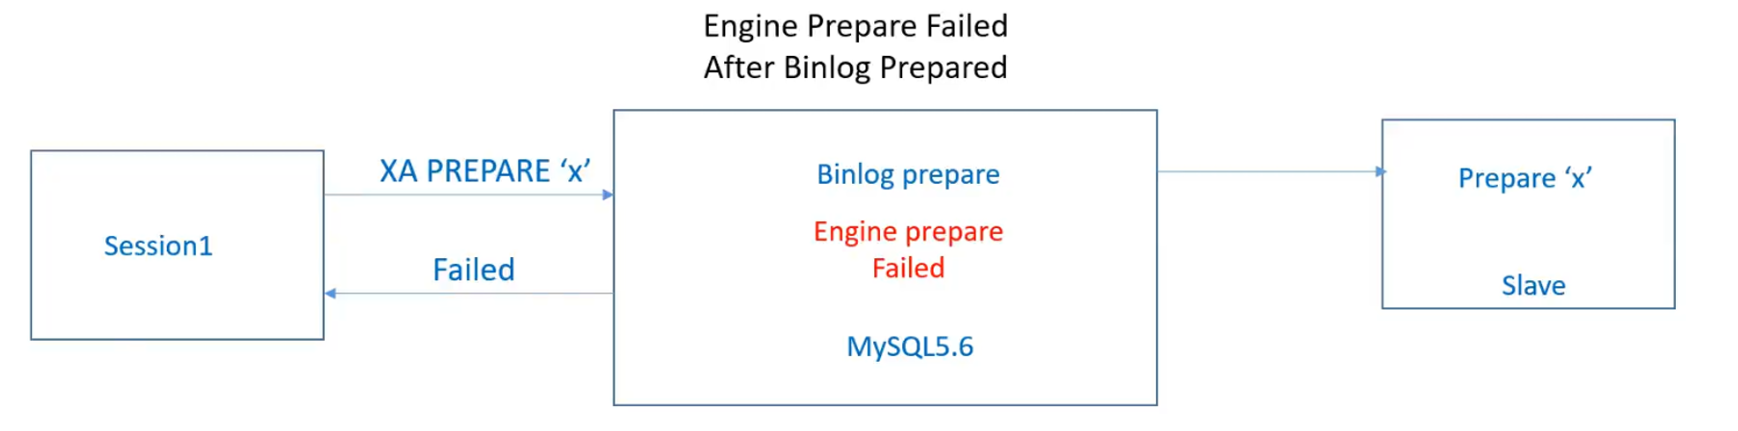 Engine Prepare Failed
After Binlog Prepared
XA PREPARE ‘x’
Session1
Failed
Binlog prepare
Engine prepare
Failed
MySQL5.6
Prepare ‘x’
Slave